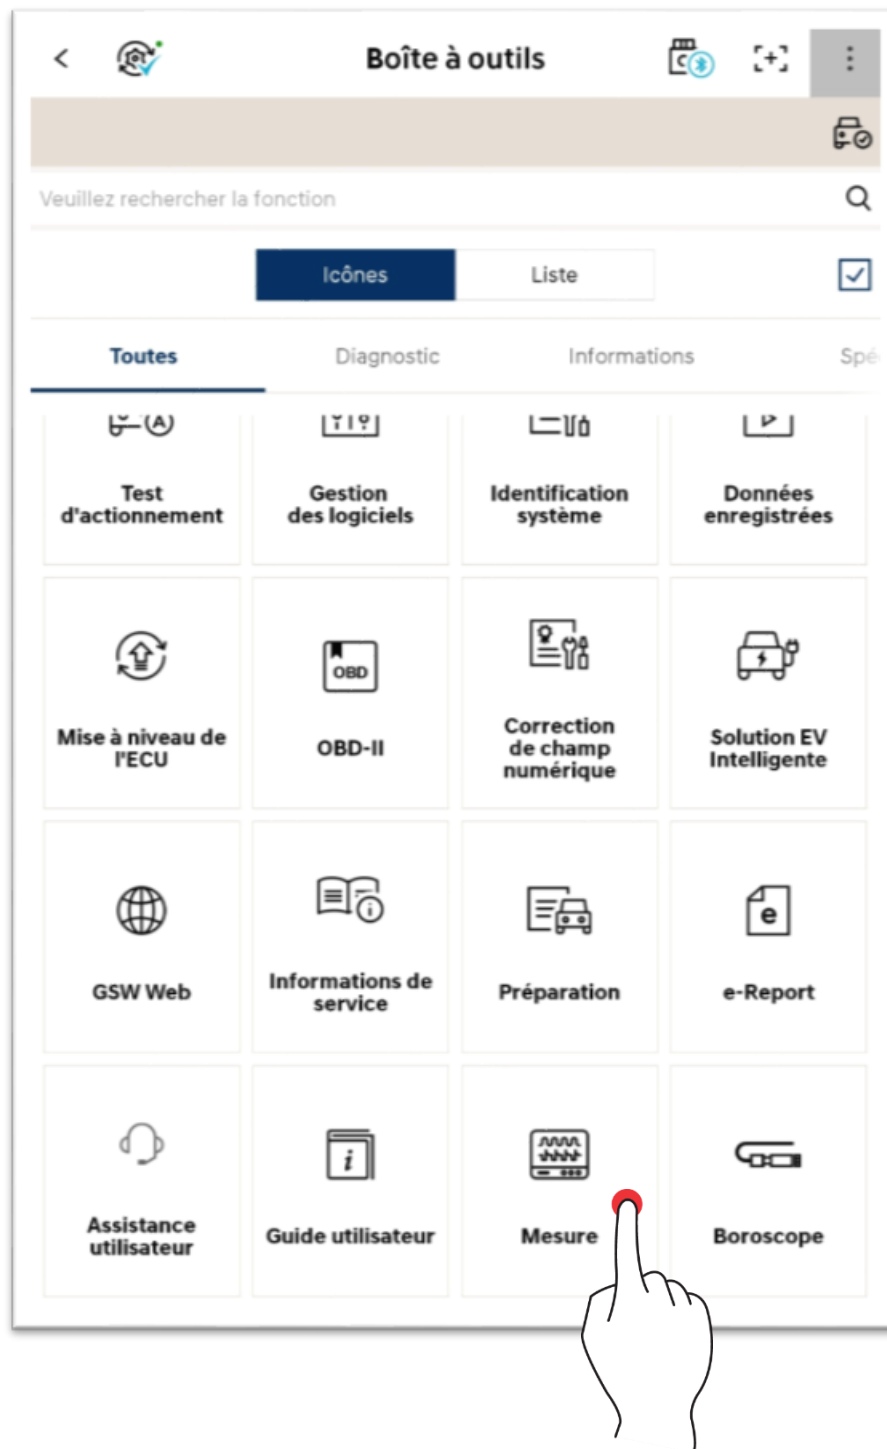 Boîte à outils
Veuillez rechercher la fonction
Icônes
Liste
Toutes
Diagnostic
Informations
Spé
Test
d'actionnement
Gestion
des logiciels
Identification
système
Données
enregistrées
Mise à niveau de
l'ECU
OBD
OBD-II
Correction
de champ
numérique
Solution EV
Intelligente
GSW Web
Informations de
service
Préparation
e
e-Report
Assistance
utilisateur
i
Guide utilisateur
Mesure
Boroscope